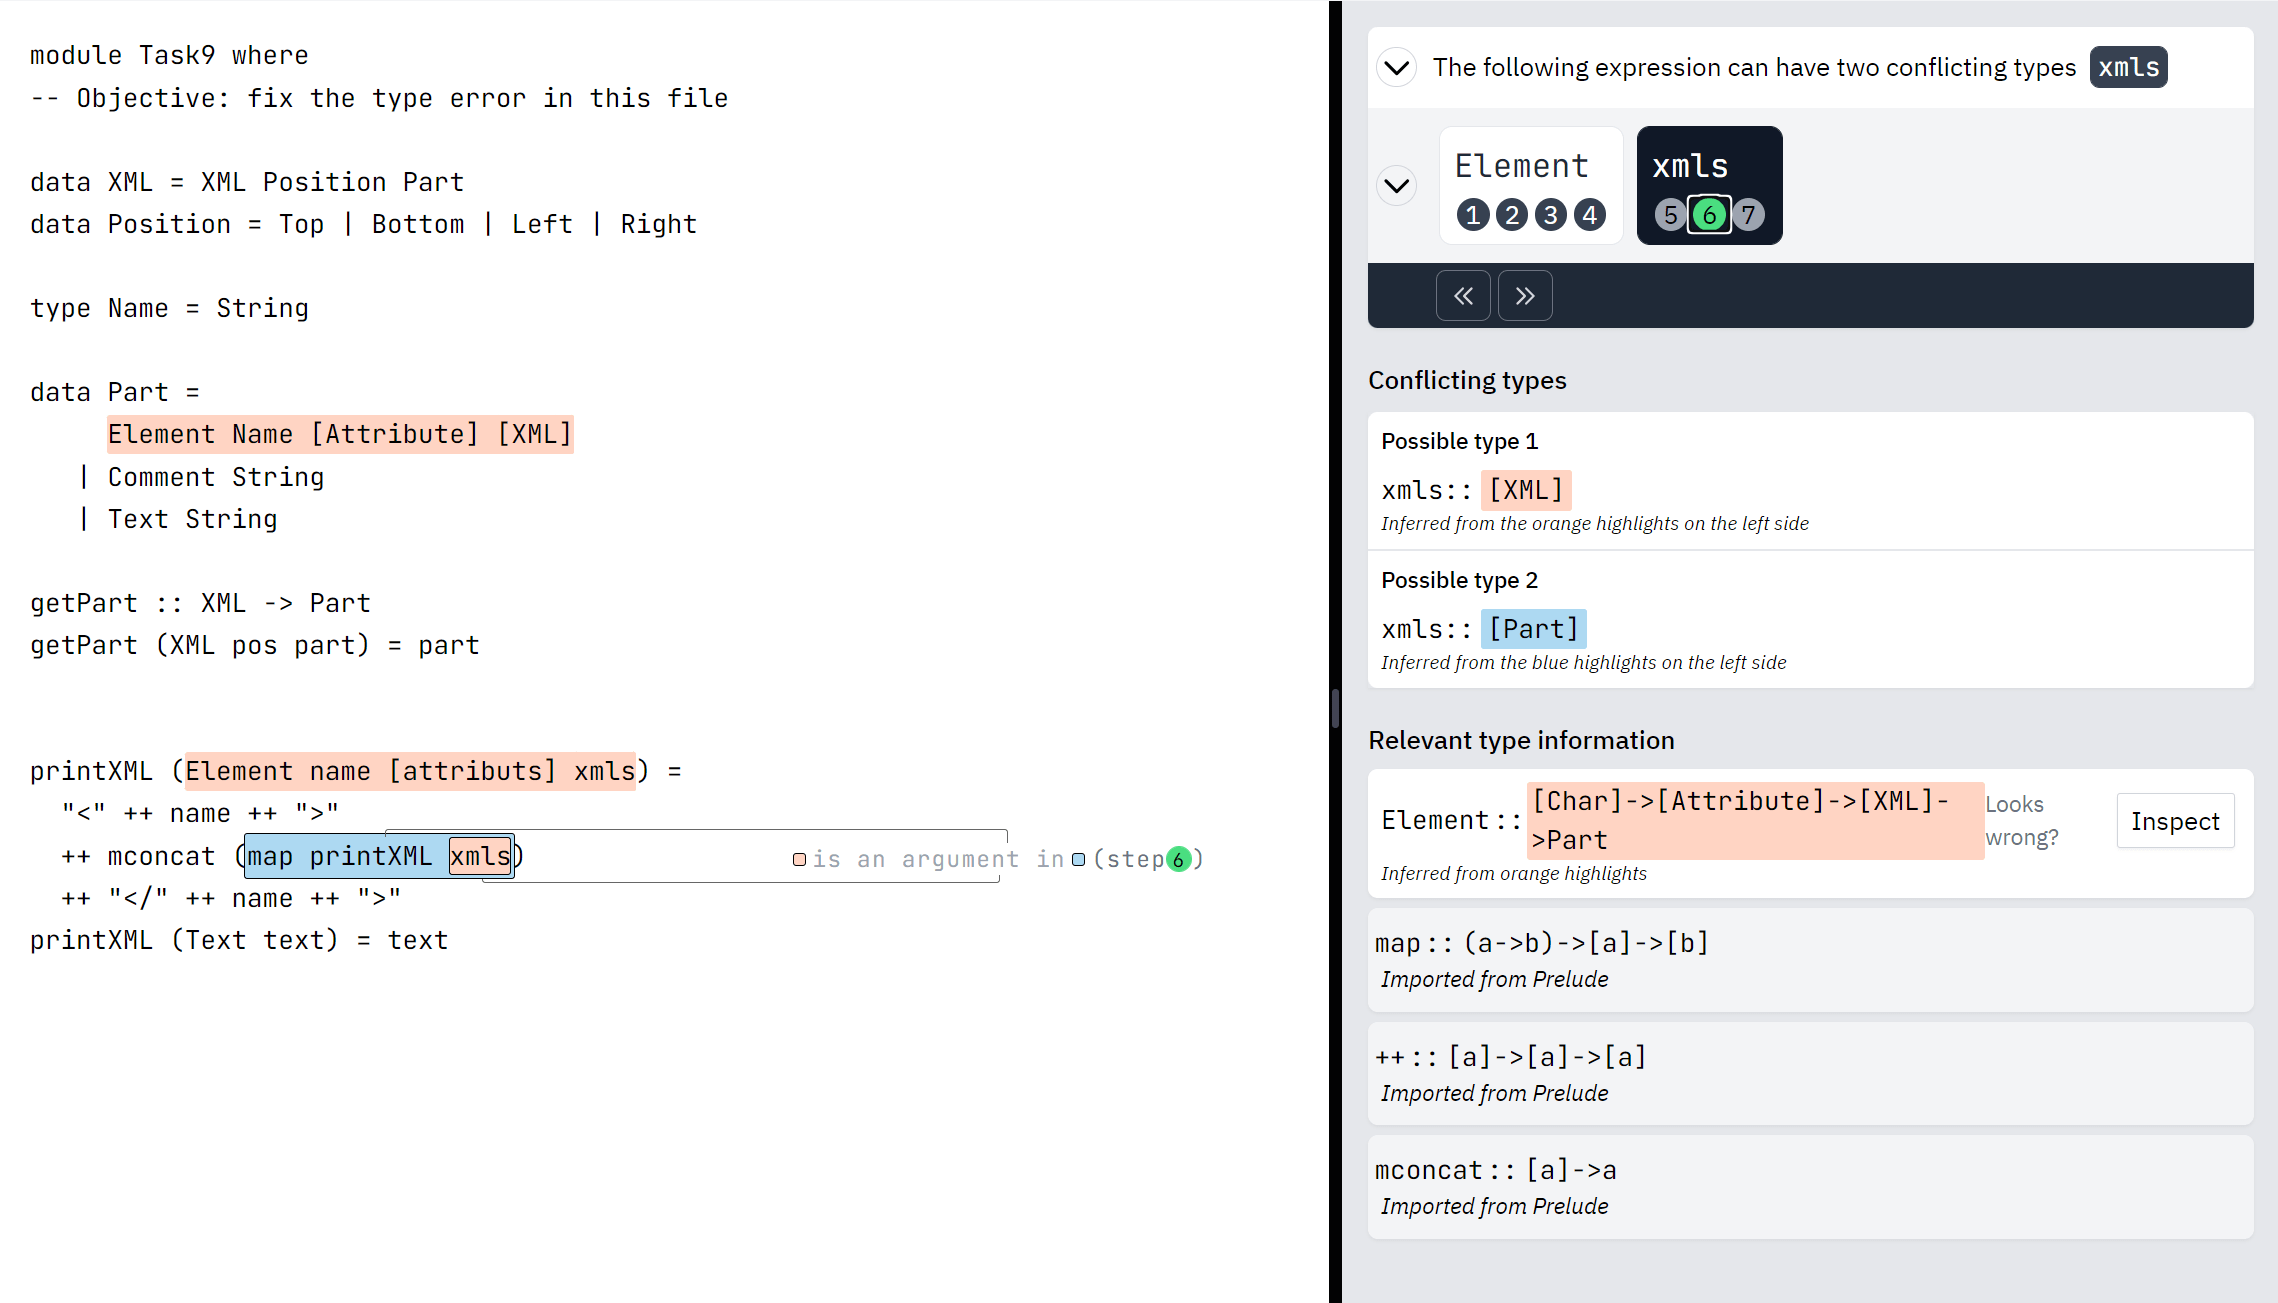 module Task9 where
-- Objective: fix the type error in this file
data XML = XML Position Part
data Position = Top | Bottom | Left | Right
type Name = String
data Part =
Element Name [Attribute] [XML]
| Comment String
| Text String
getPart :: XML -> Part
getPart (XML pos part) = part
printXML (Element name [attributs] xmls) =
"<" ++ name ++ ">"
++ mconcat (map printXML xmls)
is an argument in (step 6)
++ "</" ++ name ++ ">"
printXML (Text text) = text
The following expression can have two conflicting types xmls
Element
1 2 3 4
xmls
5 6 7
Conflicting types
Possible type 1
xmls:: [XML]
Inferred from the orange highlights on the left side
Possible type 2
xmls:: [Part]
Inferred from the blue highlights on the left side
Relevant type information
Element:: [Char]->[Attribute]->[XML]-
>Part
Looks
wrong?
Inspect
Inferred from orange highlights
map:: (a->b)->[a]->[b]
Imported from Prelude
++:: [a]->[a]->[a]
Imported from Prelude
mconcat:: [a]->a
Imported from Prelude